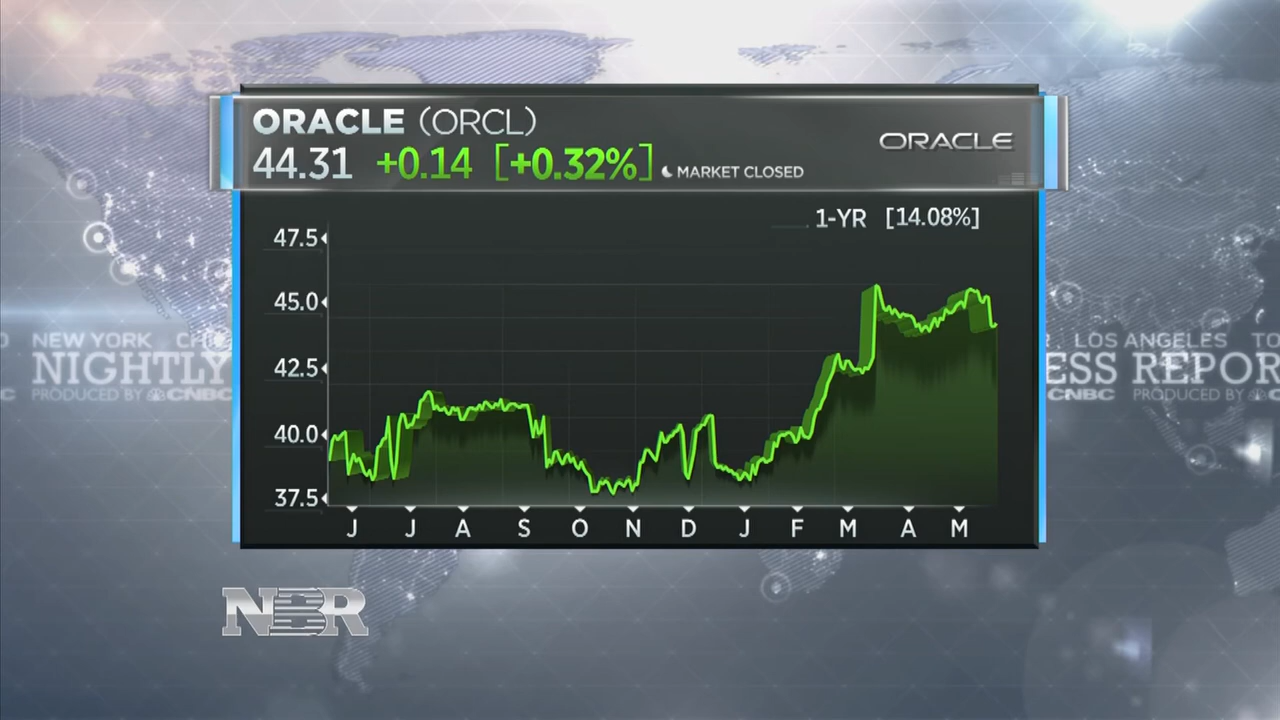 ORACLE (ORCL)
44.31 +0.14 [+0.32%] MARKET CLOSED
ORACLE
1-YR [14.08%]
47.5
45.0
42.5
40.0
37.5
J J A S O N D J F M A M
NEW YORK
NIGHTLY
PRODUCED BY CNBC
LOS ANGELES TO
ESS REPOR
CNBC PRODUCED BY
NBR